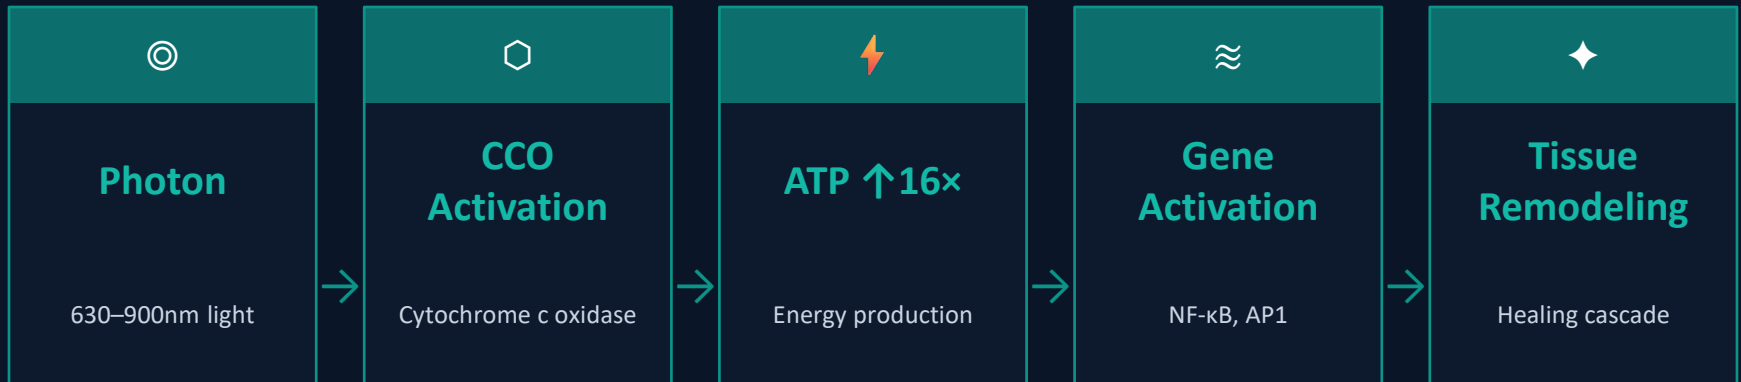 Photon
630–900nm light
→
CCO
Activation
Cytochrome c oxidase
→
ATP ↑16×
Energy production
→
Gene
Activation
NF-κB, AP1
→
Tissue
Remodeling
Healing cascade